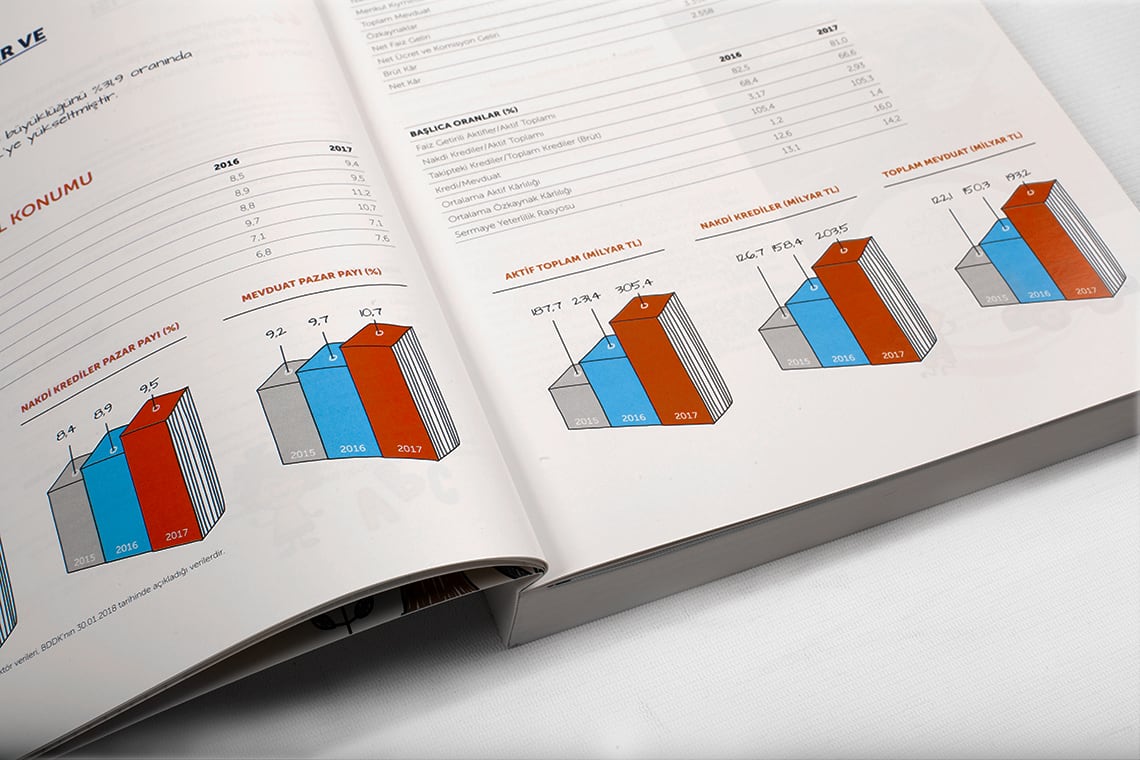 R VE
büyüklüğünü %31,9 oranında
'ye yükseltmiştir.
L KONUMU
2016 2017
8,5 9,4
8,9 9,5
8,8 11,2
9,7 10,7
7,1 7,1
6,8 7,6
NAKDİ KREDİLER PAZAR PAYI (%)
8,4 8,9 9,5
2015 2016 2017
MEVDUAT PAZAR PAYI (%)
9,2 9,7 10,7
2015 2016 2017
verileri, BDDK'nın 30.01.2018 tarihinde açıkladığı verilerdir.
Menkul
Toplam Mevduat
Özkaynaklar
Net Faiz Geliri
Net Ücret ve Komisyon Geliri
Brüt Kâr
Net Kâr
2.558
BAŞLICA ORANLAR (%) 2016 2017
Faiz Getirili Aktifler/Aktif Toplamı 82,5 81,0
Nakdi Krediler/Aktif Toplamı 68,4 66,6
Takipteki Krediler/Toplam Krediler (Brüt) 3,17 2,93
Kredi/Mevduat 105,4 105,3
Ortalama Aktif Kârlılığı 1,2 1,4
Ortalama Özkaynak Kârlılığı 12,6 16,0
Sermaye Yeterlilik Rasyosu 13,1 14,2
AKTİF TOPLAM (MİLYAR TL)
187,7 231,4 305,4
2015 2016 2017
NAKDİ KREDİLER (MİLYAR TL)
126,7 158,4 203,5
2015 2016 2017
TOPLAM MEVDUAT (MİLYAR TL)
122,1 150,3 193,2
2015 2016 2017